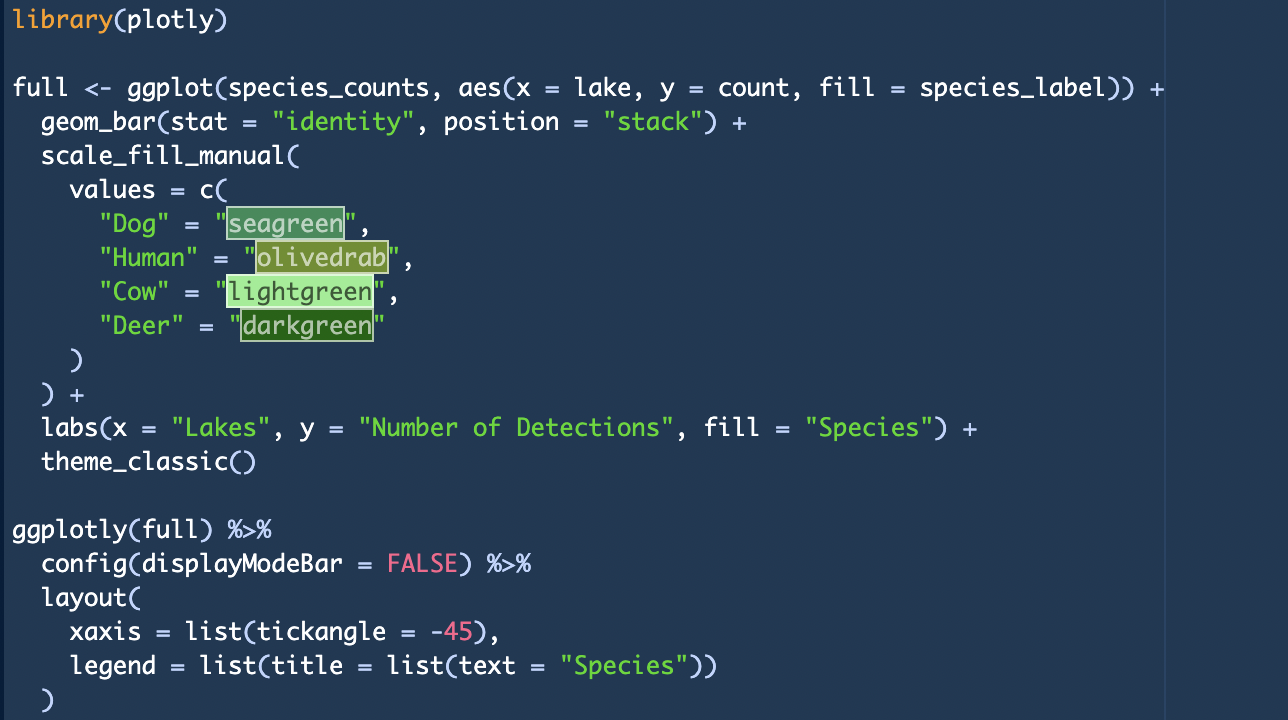 library(plotly)
full <- ggplot(species_counts, aes(x = lake, y = count, fill = species_label)) +
  geom_bar(stat = "identity", position = "stack") +
  scale_fill_manual(
    values = c(
      "Dog" = "seagreen",
      "Human" = "olivedrab",
      "Cow" = "lightgreen",
      "Deer" = "darkgreen"
    )
  ) +
  labs(x = "Lakes", y = "Number of Detections", fill = "Species") +
  theme_classic()
ggplotly(full) %>%
  config(displayModeBar = FALSE) %>%
  layout(
    xaxis = list(tickangle = -45),
    legend = list(title = list(text = "Species"))
  )